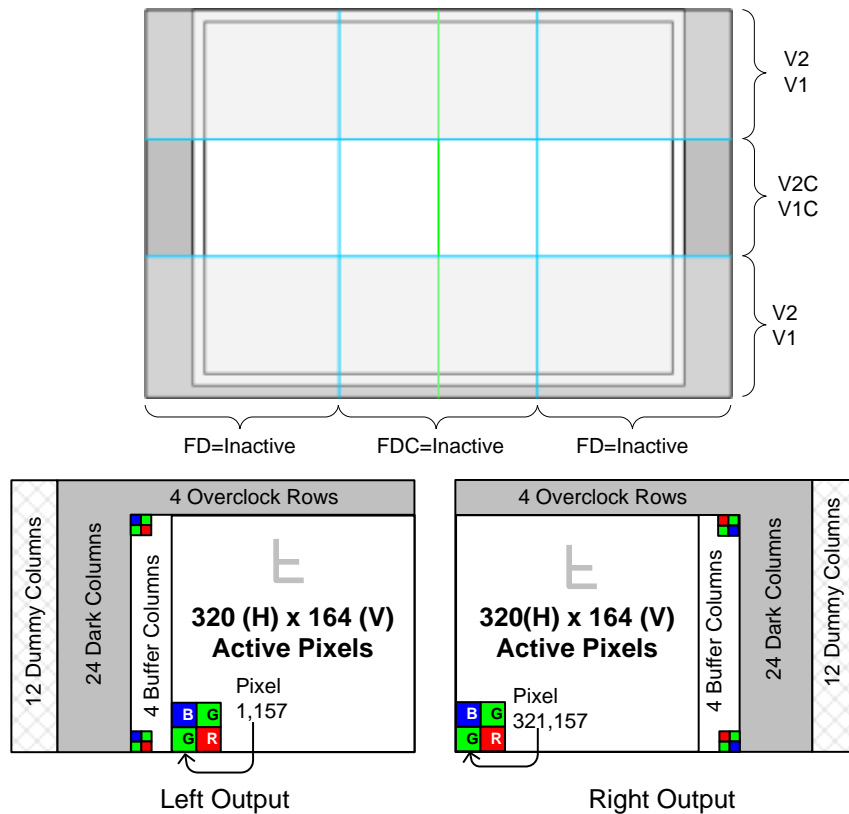 V2
V1
V2C
V1C
V2
V1
FD=Inactive
FDC=Inactive
FD=Inactive
12 Dummy Columns
24 Dark Columns
4 Overclock Rows
4 Buffer Columns
320 (H) x 164 (V)
Active Pixels
Pixel
1,157
B G
G R
Left Output
4 Overclock Rows
320(H) x 164 (V)
Active Pixels
Pixel
321,157
B G
G R
4 Buffer Columns
24 Dark Columns
12 Dummy Columns
Right Output